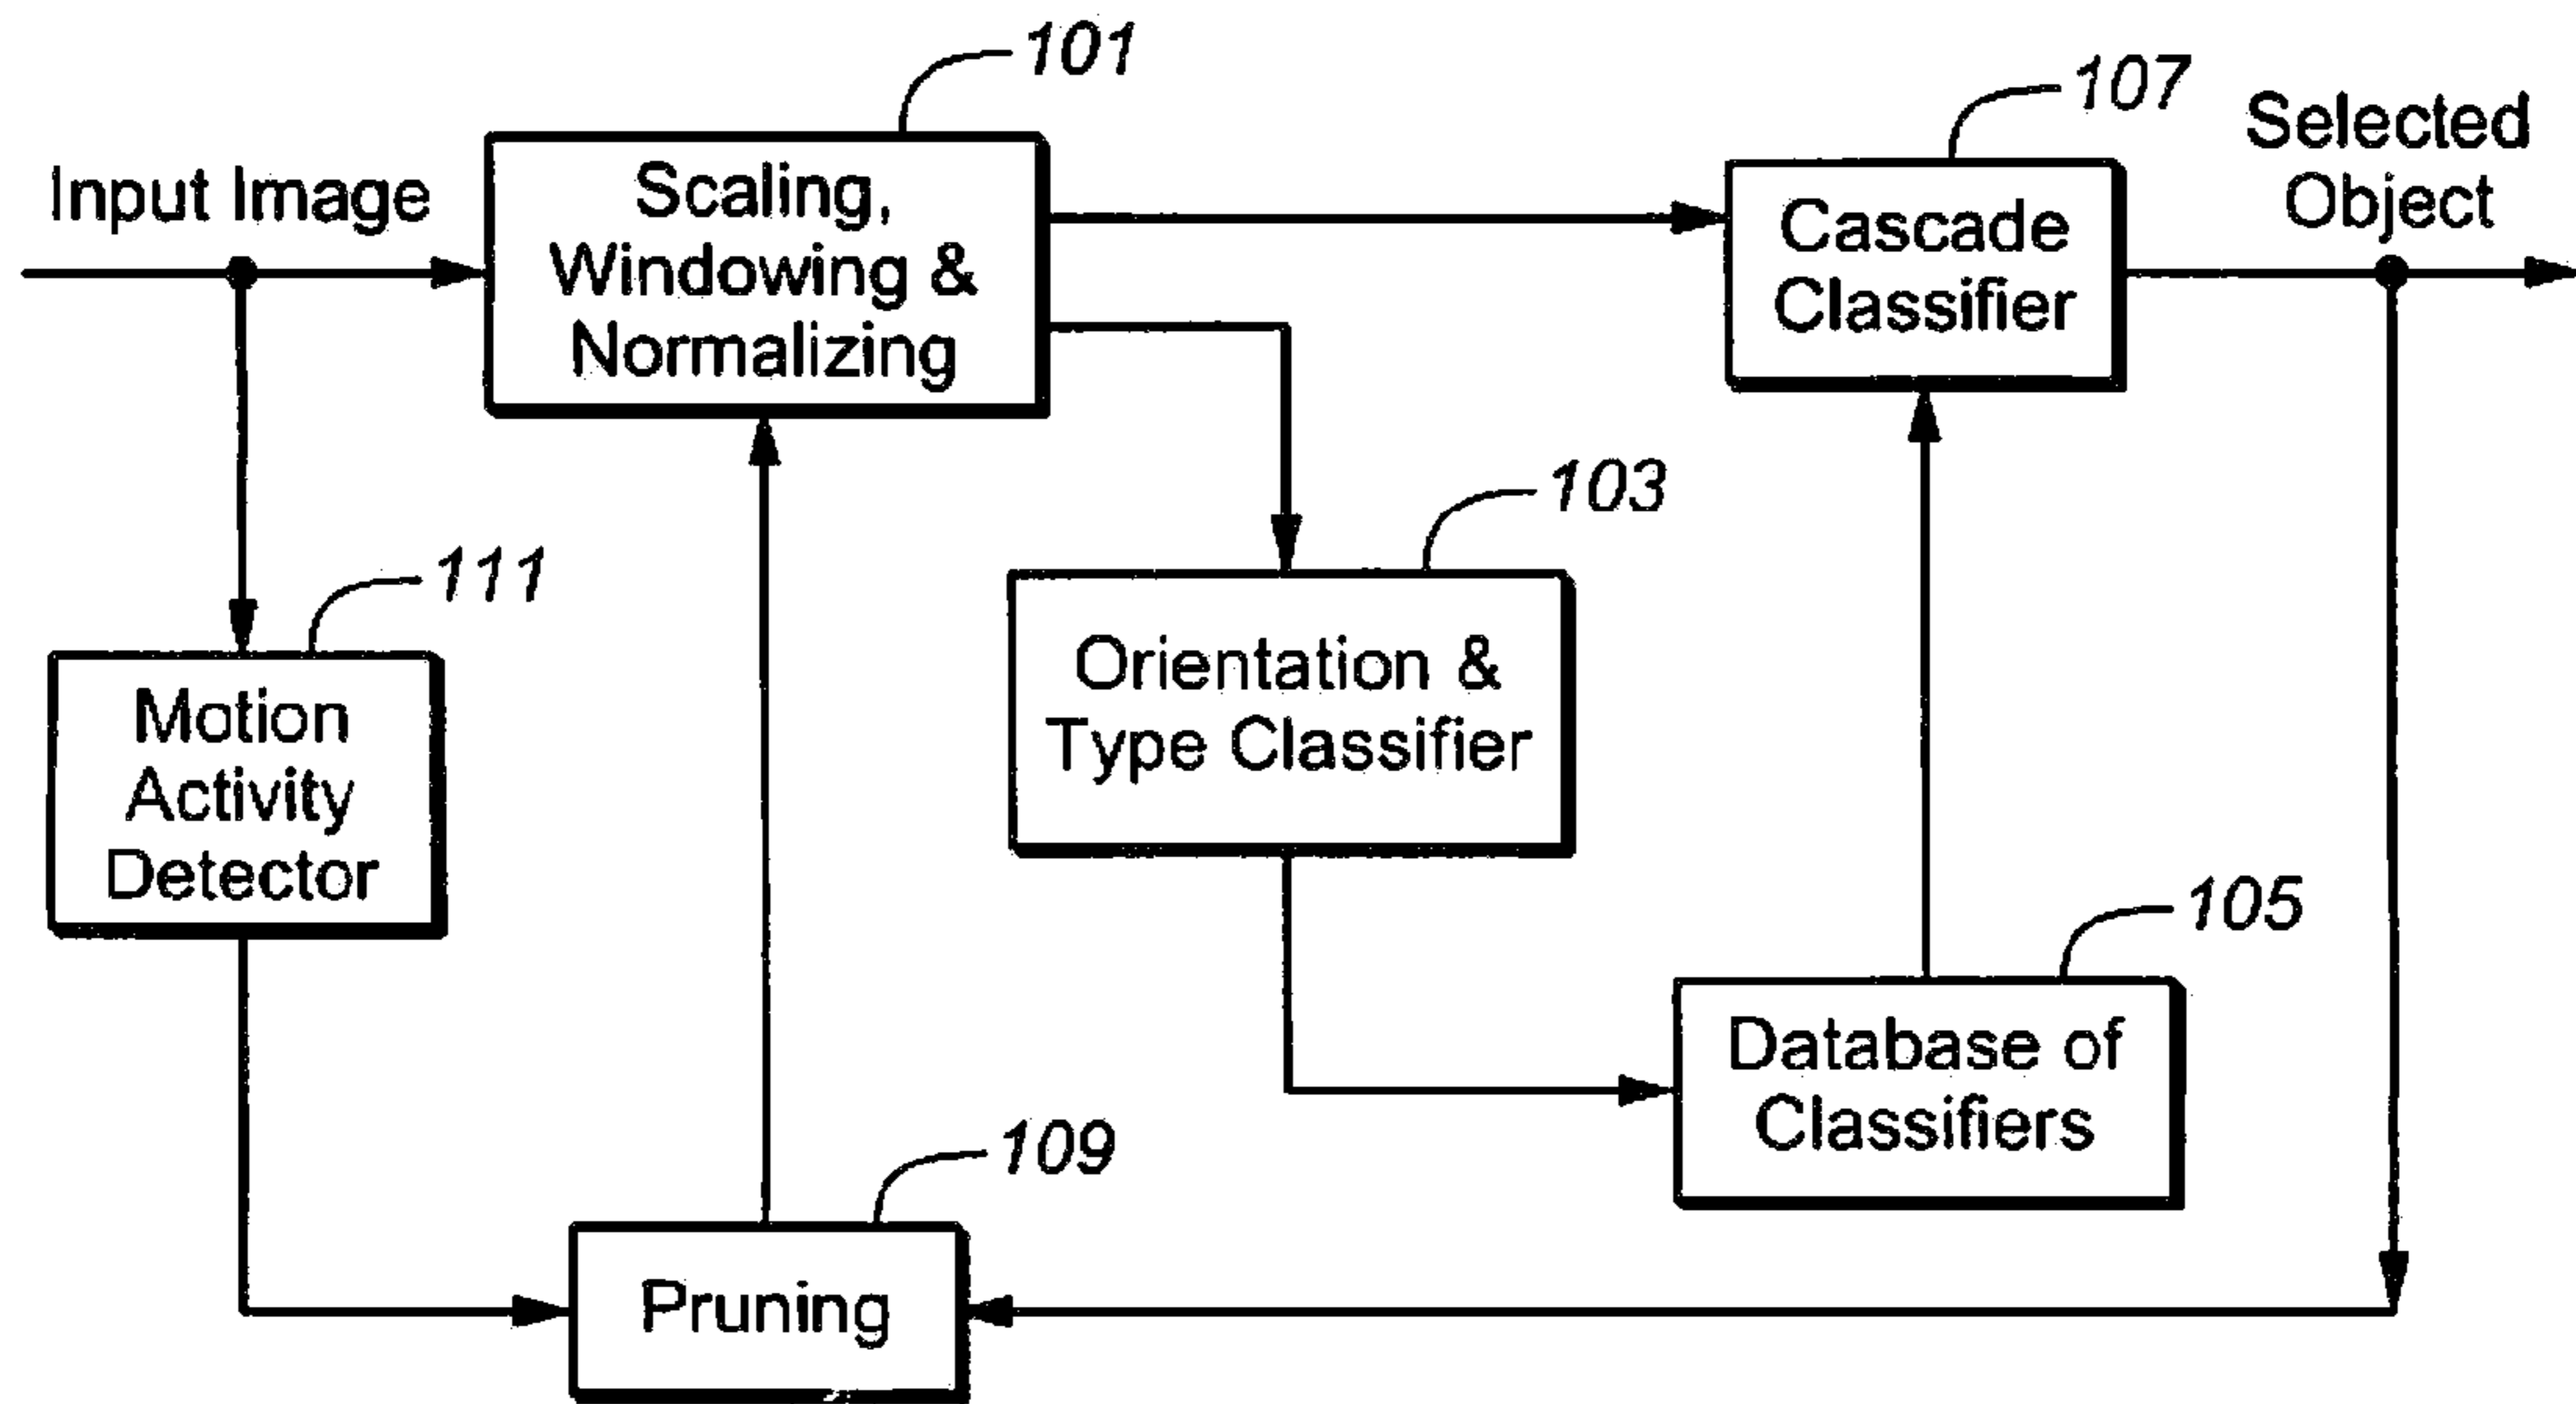 101
107
Selected
Object
Input Image
Scaling,
Windowing &
Normalizing
Cascade
Classifier
103
111
Orientation &
Type Classifier
Motion
Activity
Detector
105
Database of
Classifiers
109
Pruning